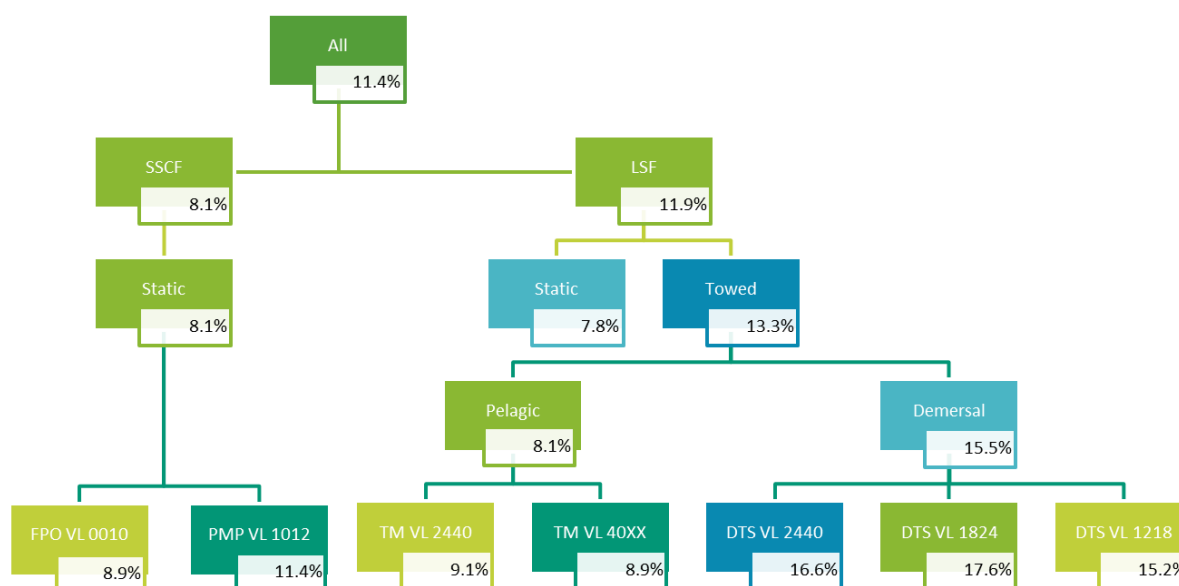 All
11.4%
SSCF
8.1%
LSF
11.9%
Static
8.1%
Static
7.8%
Towed
13.3%
Pelagic
8.1%
Demersal
15.5%
FPO VL 0010
8.9%
PMP VL 1012
11.4%
TM VL 2440
9.1%
TM VL 40XX
8.9%
DTS VL 2440
16.6%
DTS VL 1824
17.6%
DTS VL 1218
15.2%